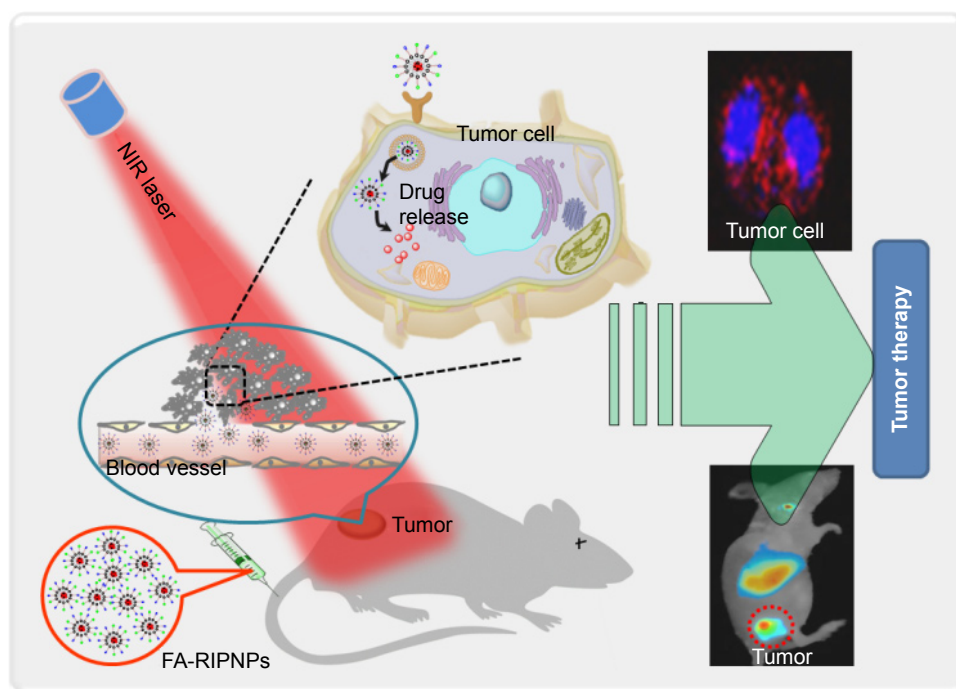 NIR laser
Tumor cell
Drug
release
Blood vessel
Tumor
FA-RIPNPs
Tumor cell
Tumor therapy
Tumor